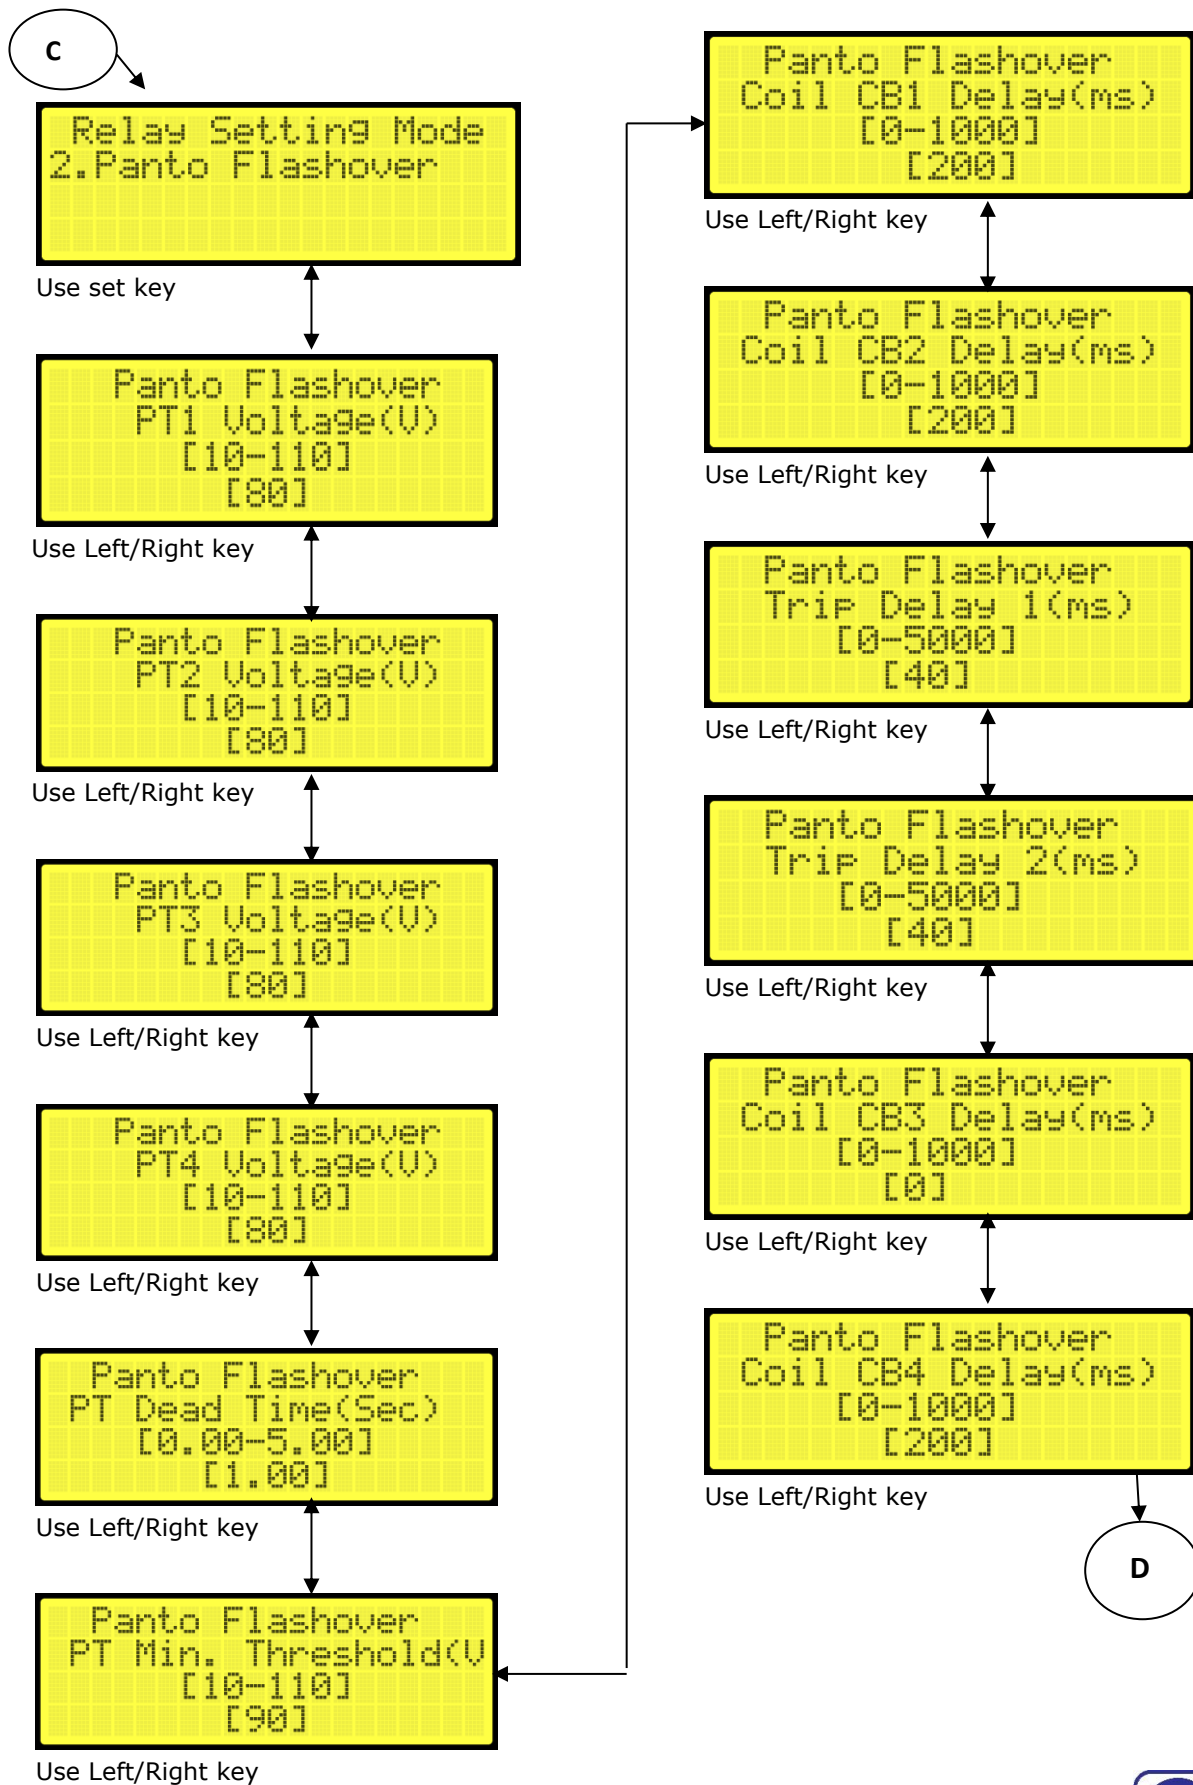 C
Relay Setting Mode
2.Panto Flashover
Use set key
Panto Flashover
PT1 Voltage(V)
[10-110]
[80]
Use Left/Right key
Panto Flashover
PT2 Voltage(V)
[10-110]
[80]
Use Left/Right key
Panto Flashover
PT3 Voltage(V)
[10-110]
[80]
Use Left/Right key
Panto Flashover
PT4 Voltage(V)
[10-110]
[80]
Use Left/Right key
Panto Flashover
PT Dead Time(Sec)
[0.00-5.00]
[1.00]
Use Left/Right key
Panto Flashover
PT Min. Threshold(V
[10-110]
[90]
Use Left/Right key
Panto Flashover
Coil CB1 Delay(ms)
[0-1000]
[200]
Use Left/Right key
Panto Flashover
Coil CB2 Delay(ms)
[0-1000]
[200]
Use Left/Right key
Panto Flashover
Trip Delay 1(ms)
[0-5000]
[40]
Use Left/Right key
Panto Flashover
Trip Delay 2(ms)
[0-5000]
[40]
Use Left/Right key
Panto Flashover
Coil CB3 Delay(ms)
[0-1000]
[0]
Use Left/Right key
Panto Flashover
Coil CB4 Delay(ms)
[0-1000]
[200]
Use Left/Right key
D